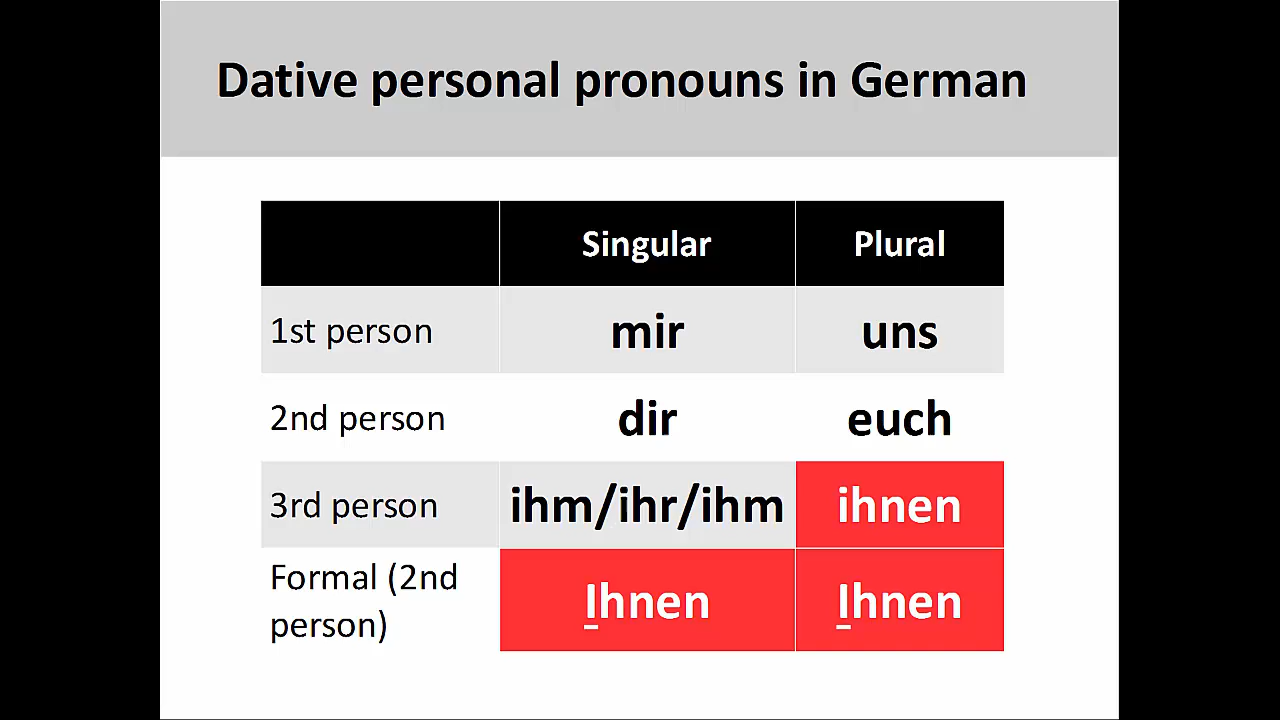 Dative personal pronouns in German
Singular Plural
1st person mir uns
2nd person dir euch
3rd person ihm/ihr/ihm ihnen
Formal (2nd person) Ihnen Ihnen